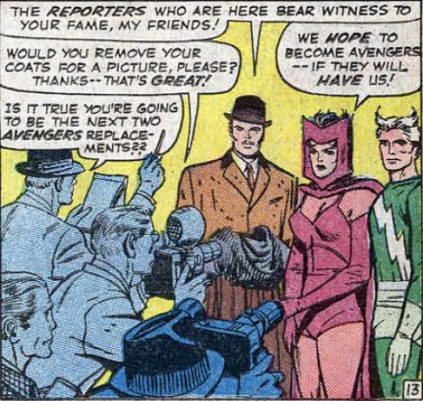 THE REPORTERS WHO ARE HERE BEAR WITNESS TO
YOUR FAME, MY FRIENDS!
WOULD YOU REMOVE YOUR
COATS FOR A PICTURE, PLEASE?
THANKS-- THAT'S GREAT!
WE HOPE TO
BECOME AVENGERS
--IF THEY WILL
HAVE US!
IS IT TRUE YOU'RE GOING
TO BE THE NEXT TWO
AVENGERS REPLACE-
MENTS??
13